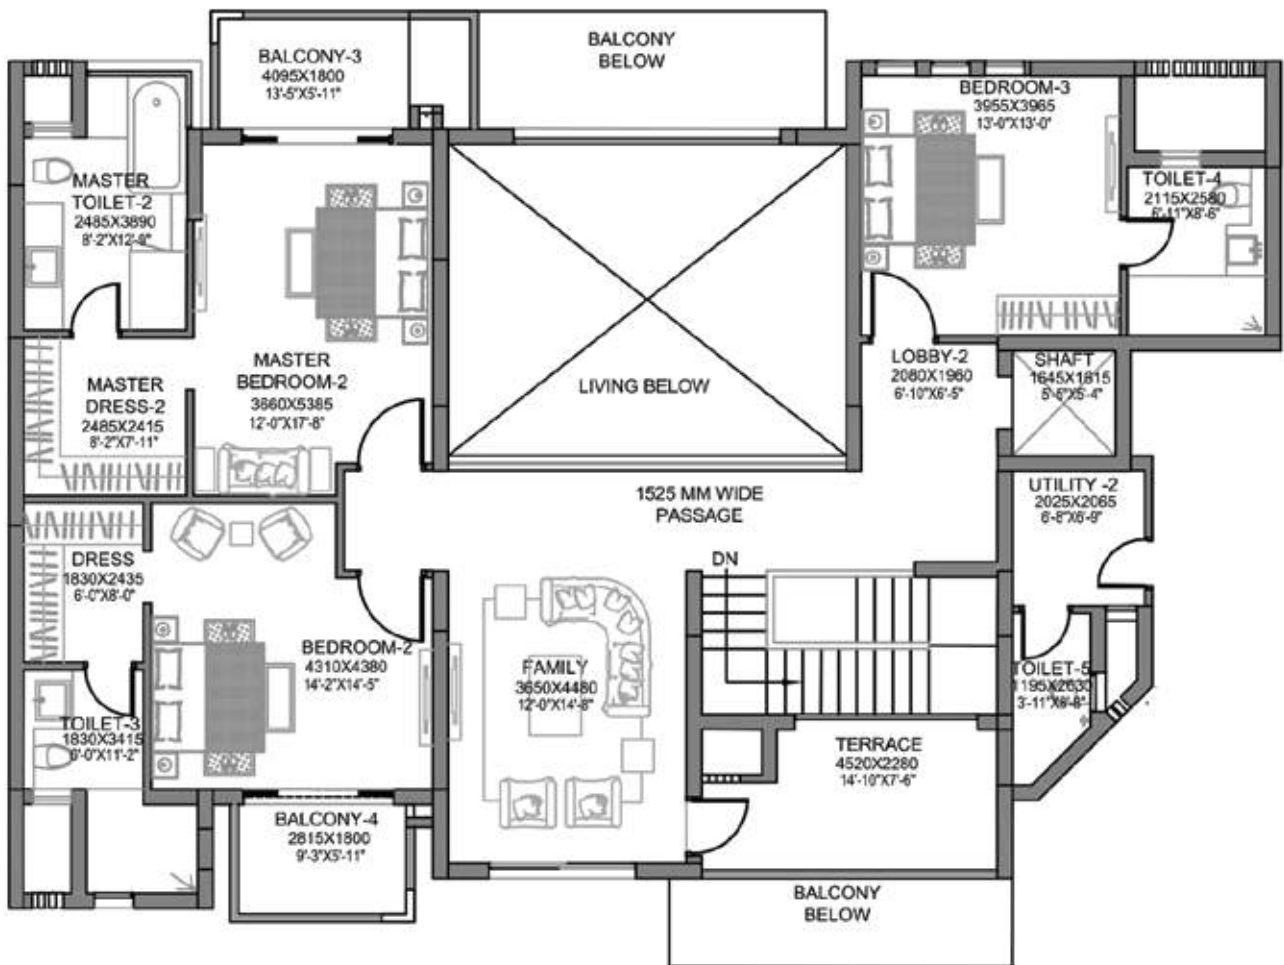 BALCONY-3
4095X1800
13'-5"X5'-11"
BALCONY
BELOW
BEDROOM-3
3955X3965
13'-0"X13'-0"
MASTER
TOILET-2
2485X3890
8'-2"X12'-9"
TOILET-4
2115X2580
6'-11"X8'-6"
MASTER
BEDROOM-2
3660X5385
12'-0"X17'-8"
LIVING BELOW
LOBBY-2
2080X1960
6'-10"X6'-5"
SHAFT
1645X1615
5'-5"X5'-4"
MASTER
DRESS-2
2485X2415
8'-2"X7'-11"
1525 MM WIDE
PASSAGE
UTILITY -2
2025X2065
6'-8"X6'-9"
DRESS
1830X2435
6'-0"X8'-0"
DN
BEDROOM-2
4310X4380
14'-2"X14'-5"
FAMILY
3650X4480
12'-0"X14'-8"
TOILET-5
1195X2630
3'-11"X8'-8"
TOILET-3
1830X3415
6'-0"X11'-2"
TERRACE
4520X2280
14'-10"X7'-6"
BALCONY-4
2815X1800
9'-3"X5'-11"
BALCONY
BELOW